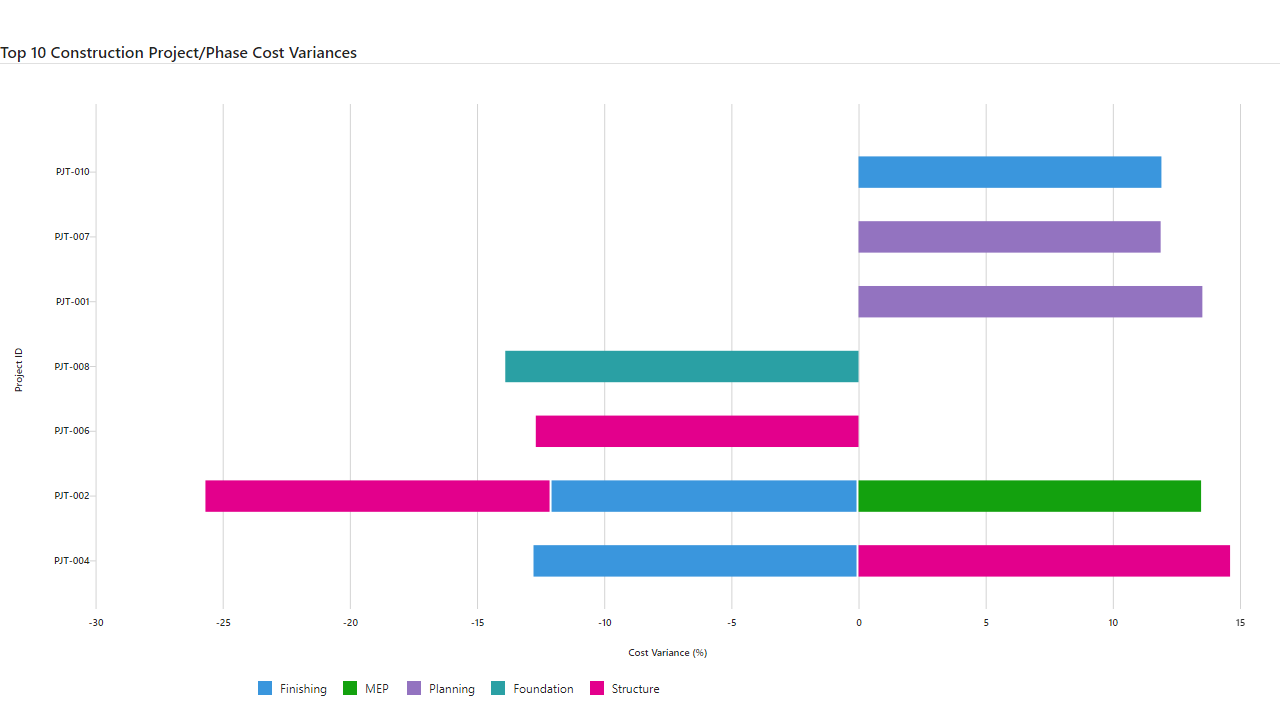 Top 10 Construction Project/Phase Cost Variances
PJT-010
PJT-007
PJT-001
PJT-008
PJT-006
PJT-002
PJT-004
Project ID
-30 -25 -20 -15 -10 -5 0 5 10 15
Cost Variance (%)
Finishing MEP Planning Foundation Structure